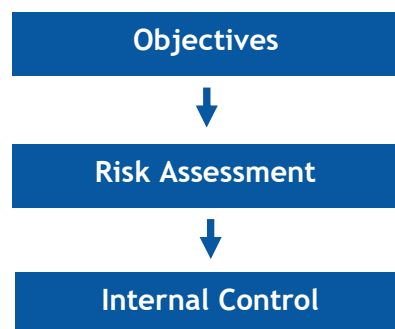 Objectives
Risk Assessment
Internal Control